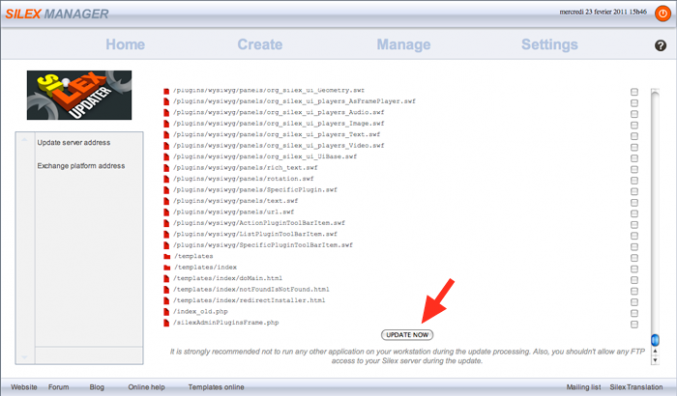 SILEX MANAGER
mercredi 23 fevrier 2011 15h46
Home Create Manage Settings ?
SILEX
UPDATER
Update server address
Exchange platform address
/plugins/wysiwyg/panels/org_silex_ui_Geometry.swf
/plugins/wysiwyg/panels/org_silex_ui_players_AsFramePlayer.swf
/plugins/wysiwyg/panels/org_silex_ui_players_Audio.swf
/plugins/wysiwyg/panels/org_silex_ui_players_Image.swf
/plugins/wysiwyg/panels/org_silex_ui_players_Text.swf
/plugins/wysiwyg/panels/org_silex_ui_players_Video.swf
/plugins/wysiwyg/panels/org_silex_ui_UiBase.swf
/plugins/wysiwyg/panels/rich_text.swf
/plugins/wysiwyg/panels/rotation.swf
/plugins/wysiwyg/panels/SpecificPlugin.swf
/plugins/wysiwyg/panels/text.swf
/plugins/wysiwyg/panels/url.swf
/plugins/wysiwyg/ActionPluginToolBarItem.swf
/plugins/wysiwyg/ListPluginToolBarItem.swf
/plugins/wysiwyg/SpecificPluginToolBarItem.swf
/templates
/templates/index
/templates/index/doMain.html
/templates/index/notFoundIsNotFound.html
/templates/index/redirectInstaller.html
/index_old.php
/silexAdminPluginsFrame.php
UPDATE NOW
It is strongly recommended not to run any other application on your workstation during the update processing. Also, you shouldn't allow any FTP
access to your Silex server during the update.
Website Forum Blog Online help Templates online Mailing list Silex Translation